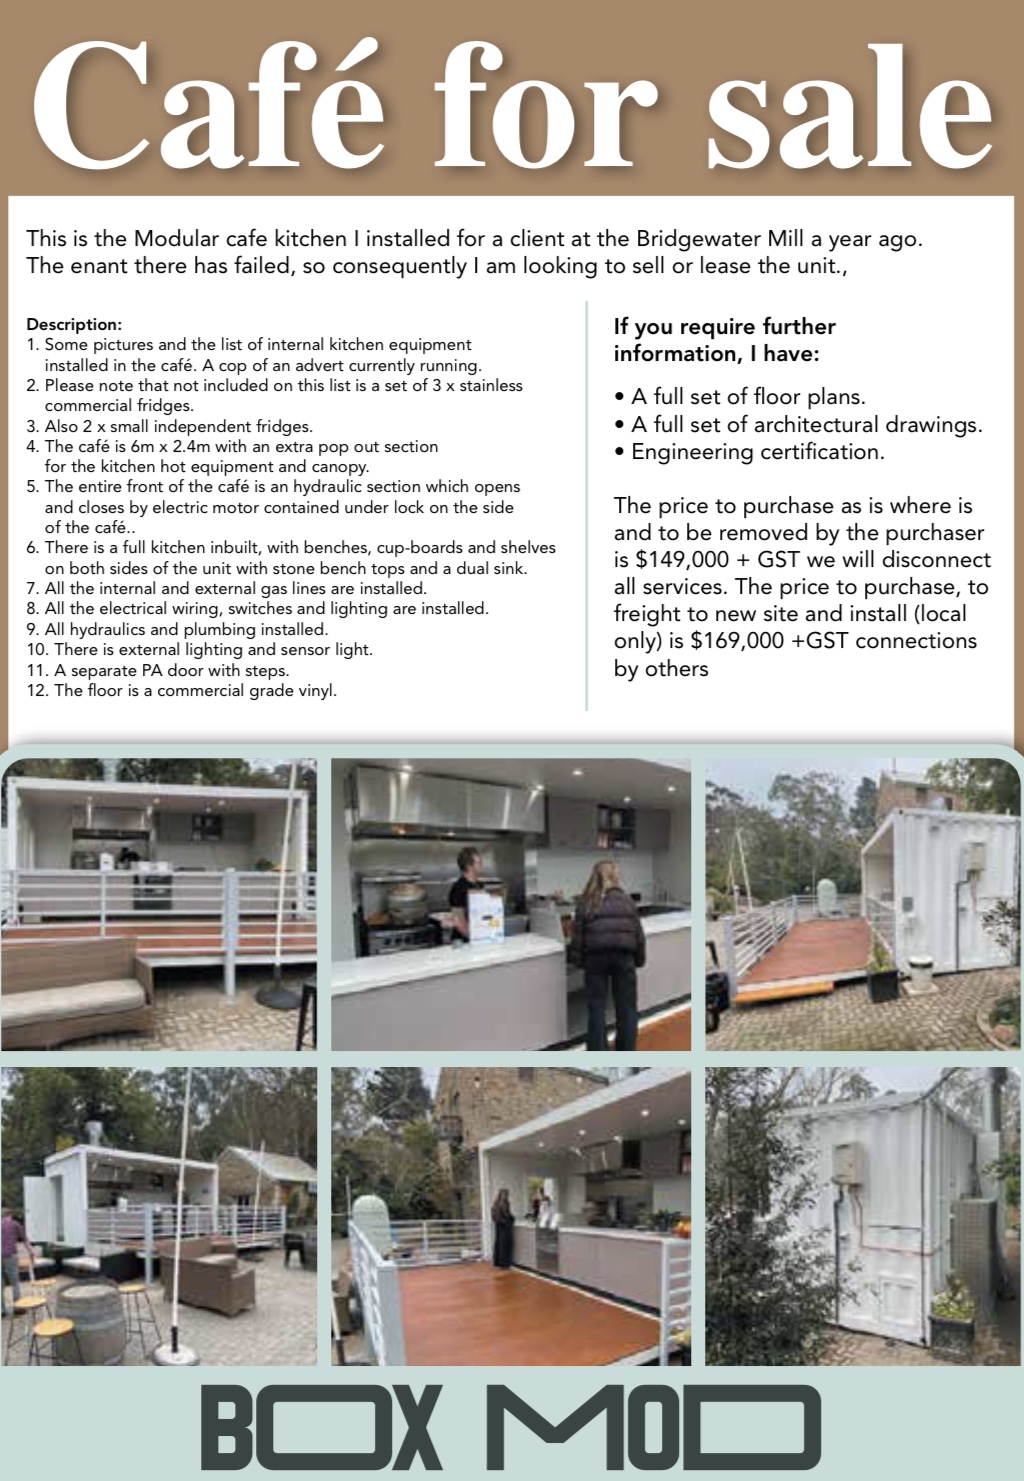 Café for sale
This is the Modular cafe kitchen I installed for a client at the Bridgewater Mill a year ago.
The enant there has failed, so consequently I am looking to sell or lease the unit.,
Description:
1. Some pictures and the list of internal kitchen equipment
installed in the café. A cop of an advert currently running.
2. Please note that not included on this list is a set of 3 x stainless
commercial fridges.
3. Also 2 x small independent fridges.
4. The café is 6m x 2.4m with an extra pop out section
for the kitchen hot equipment and canopy.
5. The entire front of the café is an hydraulic section which opens
and closes by electric motor contained under lock on the side
of the café..
6. There is a full kitchen inbuilt, with benches, cup-boards and shelves
on both sides of the unit with stone bench tops and a dual sink.
7. All the internal and external gas lines are installed.
8. All the electrical wiring, switches and lighting are installed.
9. All hydraulics and plumbing installed.
10. There is external lighting and sensor light.
11. A separate PA door with steps.
12. The floor is a commercial grade vinyl.
If you require further
information, I have:
• A full set of floor plans.
• A full set of architectural drawings.
• Engineering certification.
The price to purchase as is where is
and to be removed by the purchaser
is $149,000 + GST we will disconnect
all services. The price to purchase, to
freight to new site and install (local
only) is $169,000 +GST connections
by others
BOX MOD